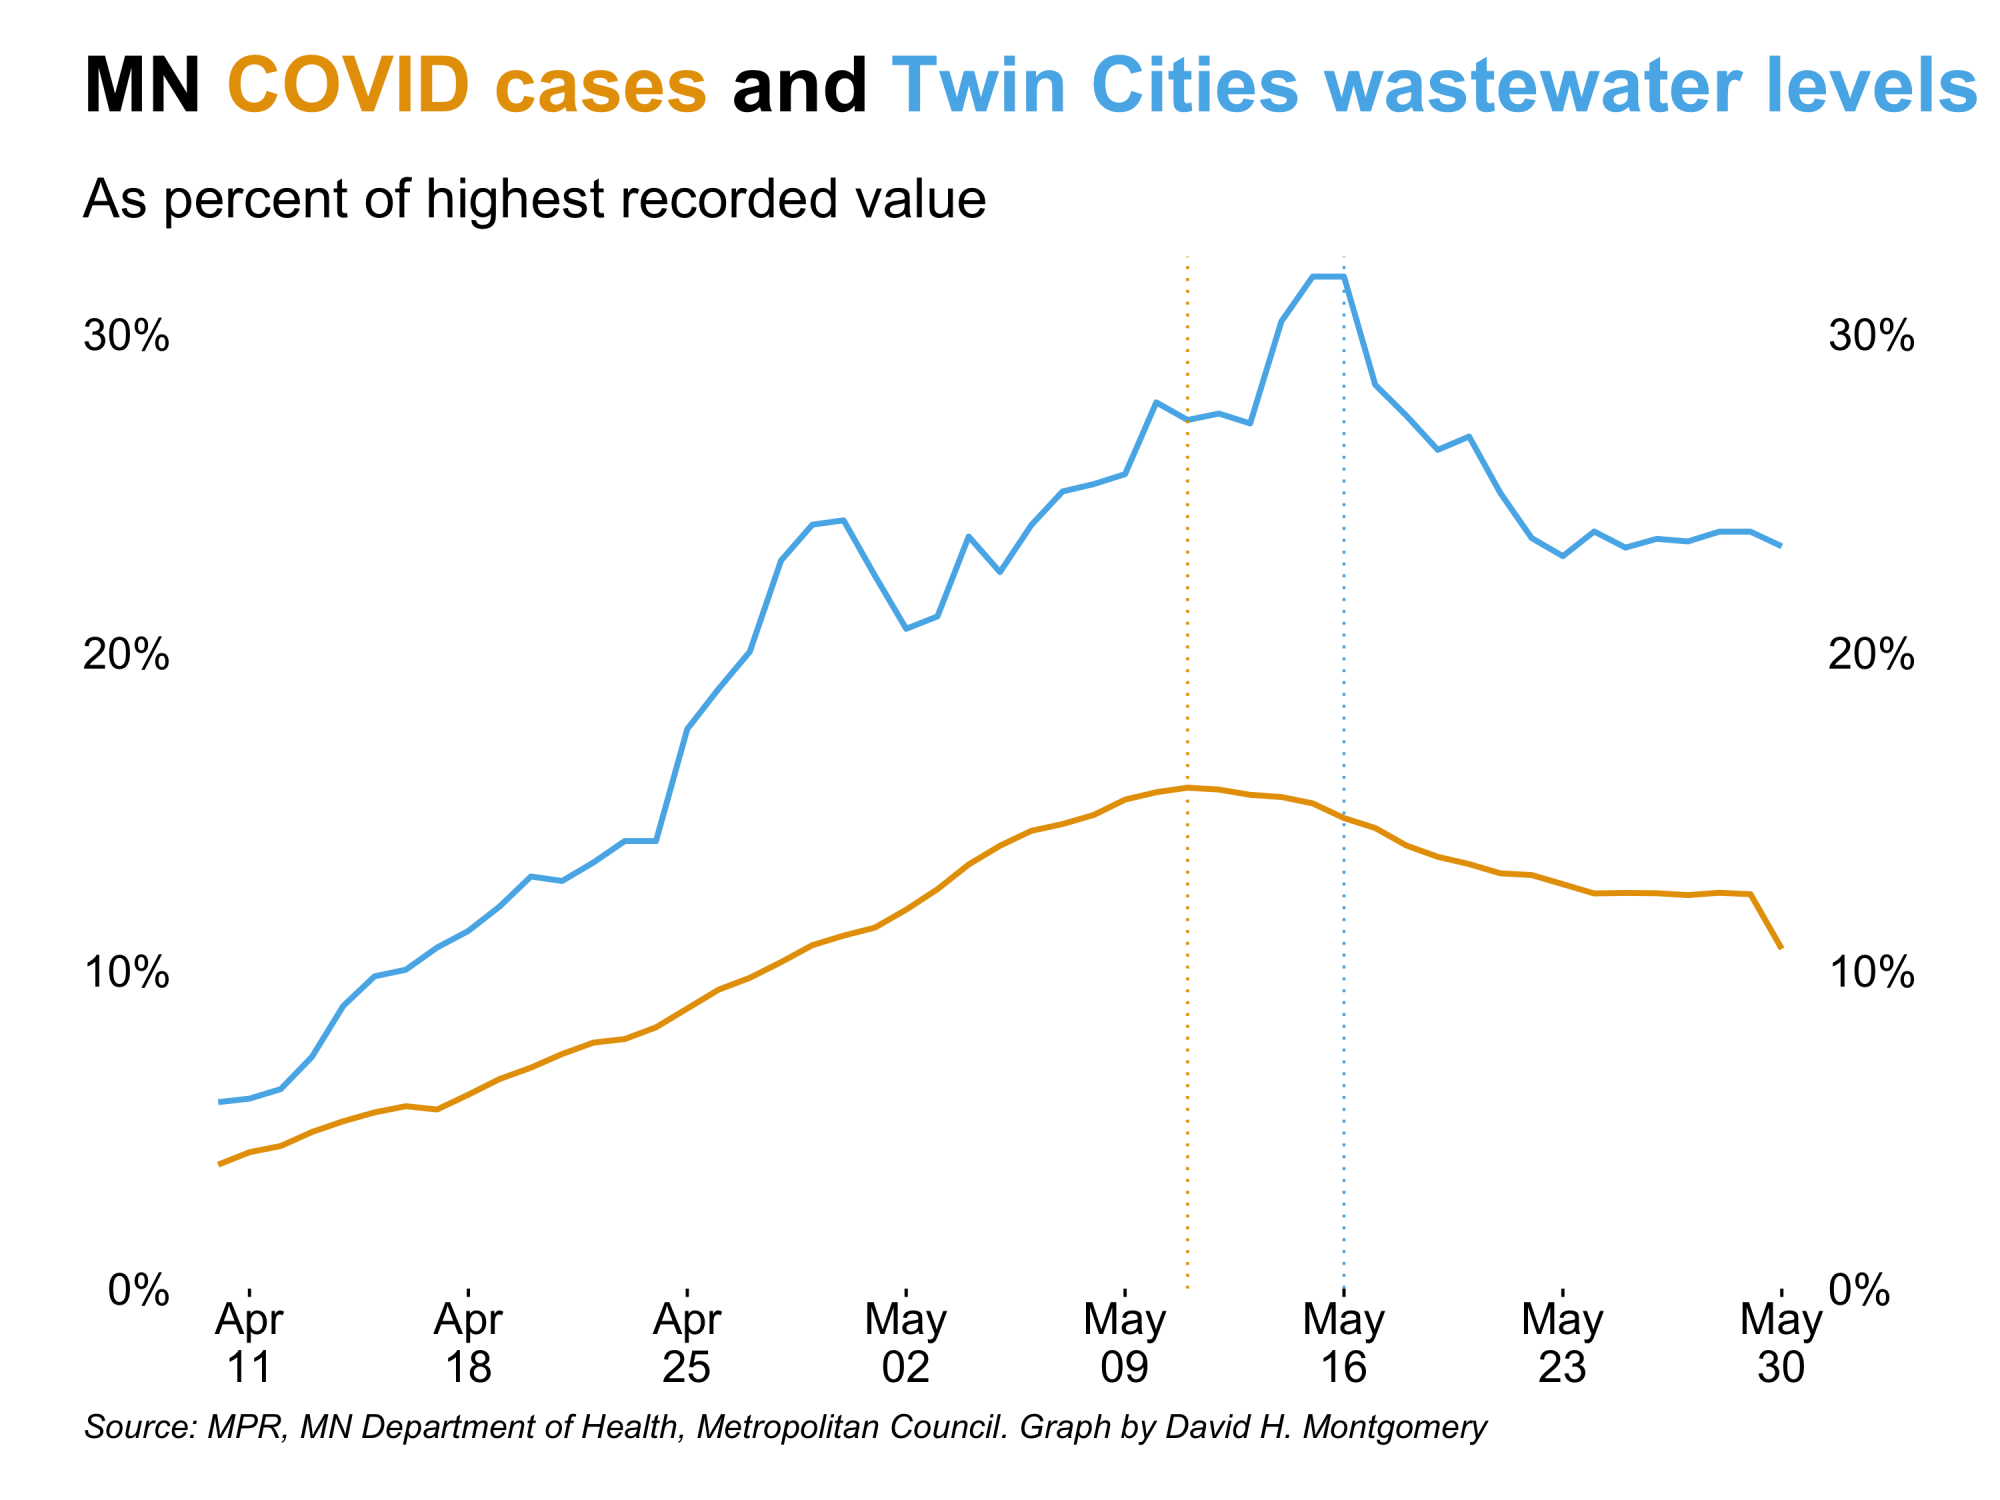 MN COVID cases and Twin Cities wastewater levels
As percent of highest recorded value
30% 30%
20% 20%
10% 10%
0% 0%
Apr Apr Apr May May May May May
11 18 25 02 09 16 23 30
Source: MPR, MN Department of Health, Metropolitan Council. Graph by David H. Montgomery